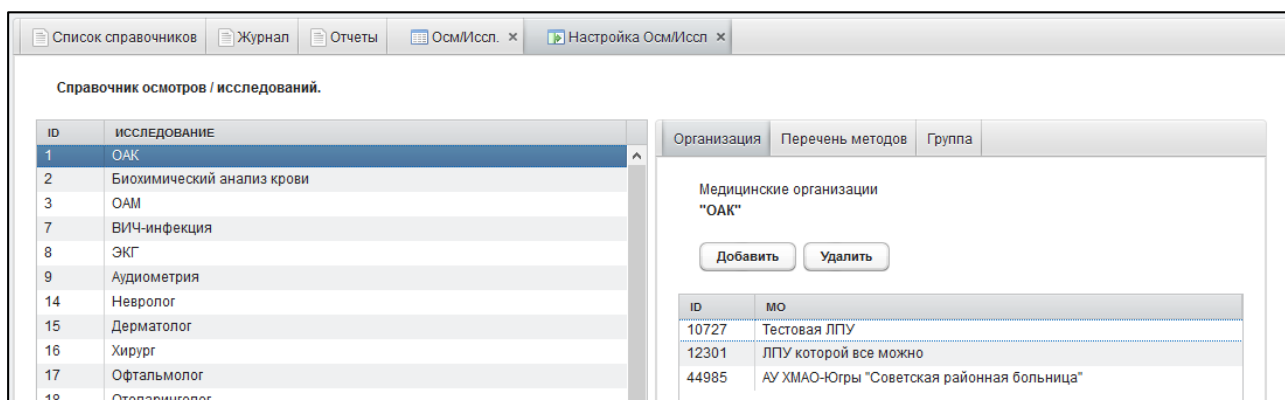 Список справочников Журнал Отчеты Осм/Иссл. × Настройка Осм/Иссл ×
Справочник осмотров / исследований.
ID ИССЛЕДОВАНИЕ
1 ОАК
2 Биохимический анализ крови
3 ОАМ
7 ВИЧ-инфекция
8 ЭКГ
9 Аудиометрия
14 Невролог
15 Дерматолог
16 Хирург
17 Офтальмолог
18 Отоларинголог
Организация Перечень методов Группа
Медицинские организации
"ОАК"
Добавить Удалить
ID МО
10727 Тестовая ЛПУ
12301 ЛПУ которой все можно
44985 АУ ХМАО-Югры "Советская районная больница"